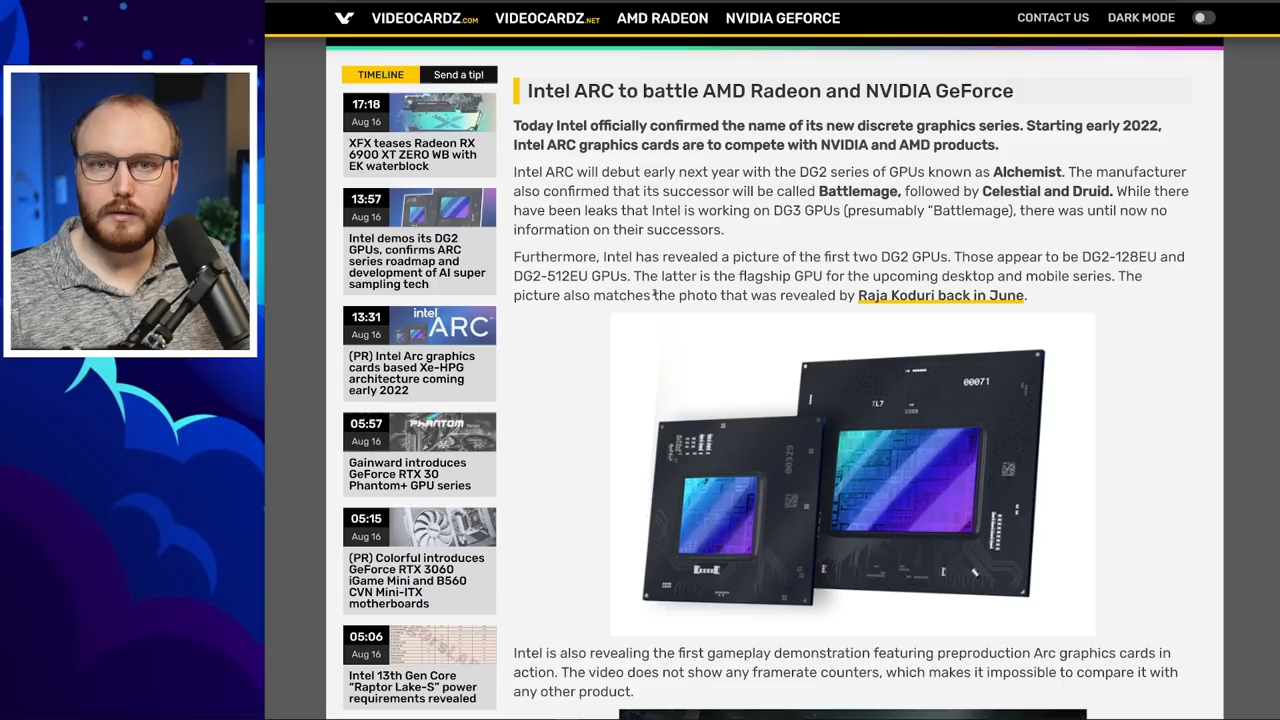 VIDEOCARDZ.COM VIDEOCARDZ.NET AMD RADEON NVIDIA GEFORCE CONTACT US DARK MODE
TIMELINE Send a tip!
17:18
Aug 16
XFX teases Radeon RX
6900 XT ZERO WB with
EK waterblock
13:57
Aug 16
Intel demos its DG2
GPUs, confirms ARC
series roadmap and
development of AI super
sampling tech
13:31
Aug 16
intel
ARC
(PR) Intel Arc graphics
cards based Xe-HPG
architecture coming
early 2022
05:57
Aug 16
PHANTOM
Gainward introduces
GeForce RTX 30
Phantom+ GPU series
05:15
Aug 16
(PR) Colorful introduces
GeForce RTX 3060
iGame Mini and B560
CVN Mini-ITX
motherboards
05:06
Aug 16
Intel 13th Gen Core
“Raptor Lake-S” power
requirements revealed
Intel ARC to battle AMD Radeon and NVIDIA GeForce
Today Intel officially confirmed the name of its new discrete graphics series. Starting early 2022,
Intel ARC graphics cards are to compete with NVIDIA and AMD products.
Intel ARC will debut early next year with the DG2 series of GPUs known as Alchemist. The manufacturer
also confirmed that its successor will be called Battlemage, followed by Celestial and Druid. While there
have been leaks that Intel is working on DG3 GPUs (presumably “Battlemage), there was until now no
information on their successors.
Furthermore, Intel has revealed a picture of the first two DG2 GPUs. Those appear to be DG2-128EU and
DG2-512EU GPUs. The latter is the flagship GPU for the upcoming desktop and mobile series. The
picture also matches the photo that was revealed by Raja Koduri back in June.
00071
TL7
00329
Intel is also revealing the first gameplay demonstration featuring preproduction Arc graphics cards in
action. The video does not show any framerate counters, which makes it impossible to compare it with
any other product.